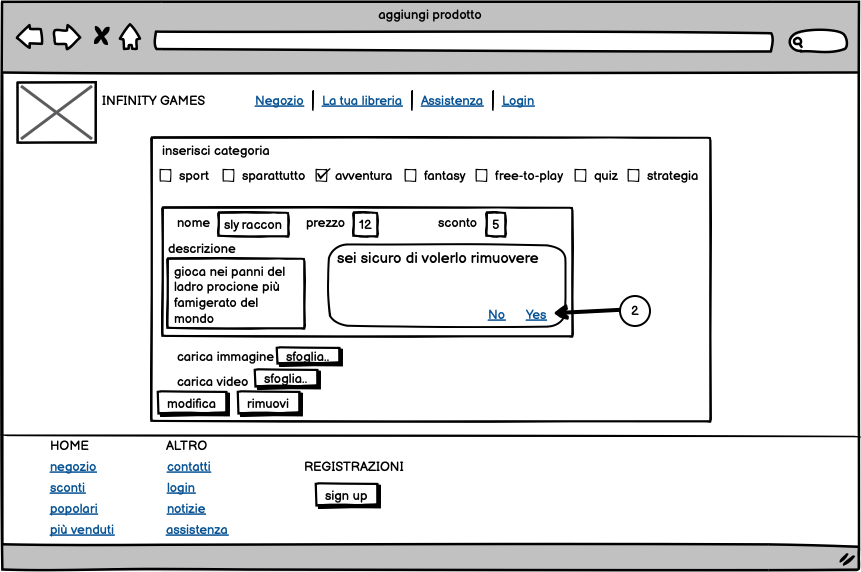 aggiungi prodotto
INFINITY GAMES
Negozio
La tua libreria
Assistenza
Login
inserisci categoria
sport
sparattutto
avventura
fantasy
free-to-play
quiz
strategia
nome
sly raccon
prezzo
12
sconto
5
descrizione
gioca nei panni del
ladro procione più
famigerato del
mondo
sei sicuro di volerlo rimuovere
No
Yes
2
carica immagine
sfoglia..
carica video
sfoglia..
modifica
rimuovi
HOME
negozio
sconti
popolari
più venduti
ALTRO
contatti
login
notizie
assistenza
REGISTRAZIONI
sign up